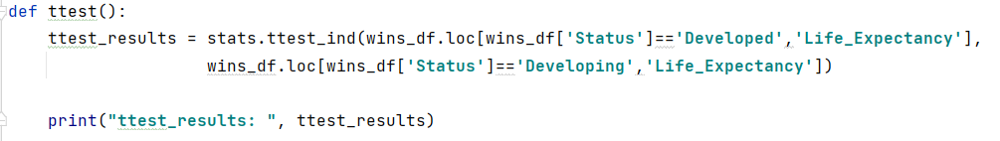 def ttest():
    ttest_results = stats.ttest_ind(wins_df.loc[wins_df['Status']=='Developed','Life_Expectancy'],
                    wins_df.loc[wins_df['Status']=='Developing','Life_Expectancy'])
    print("ttest_results: ", ttest_results)